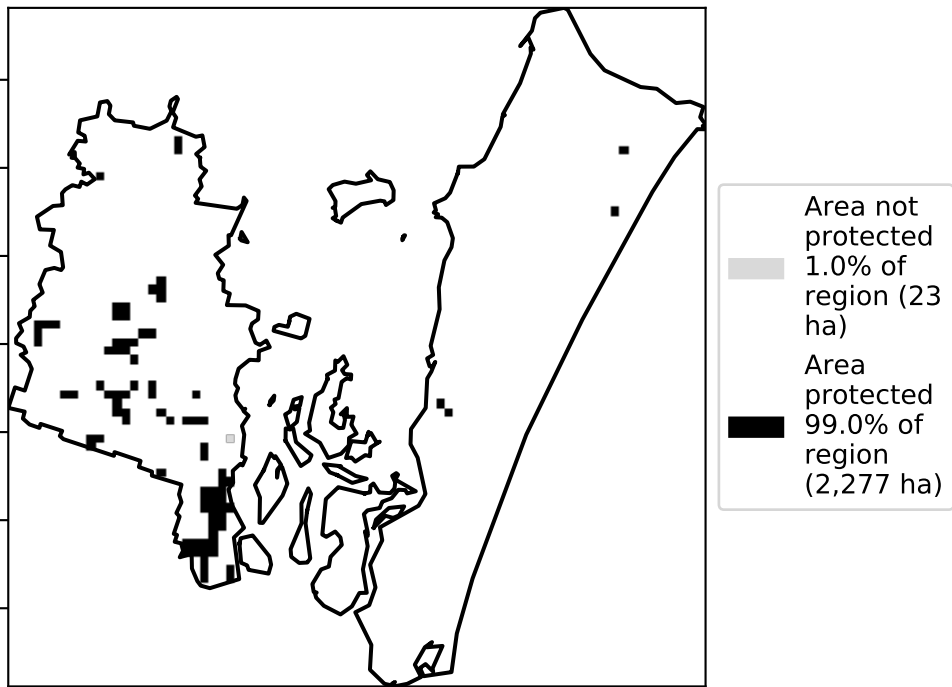 Area not
protected
1.0% of
region (23
ha)
Area
protected
99.0% of
region
(2,277 ha)